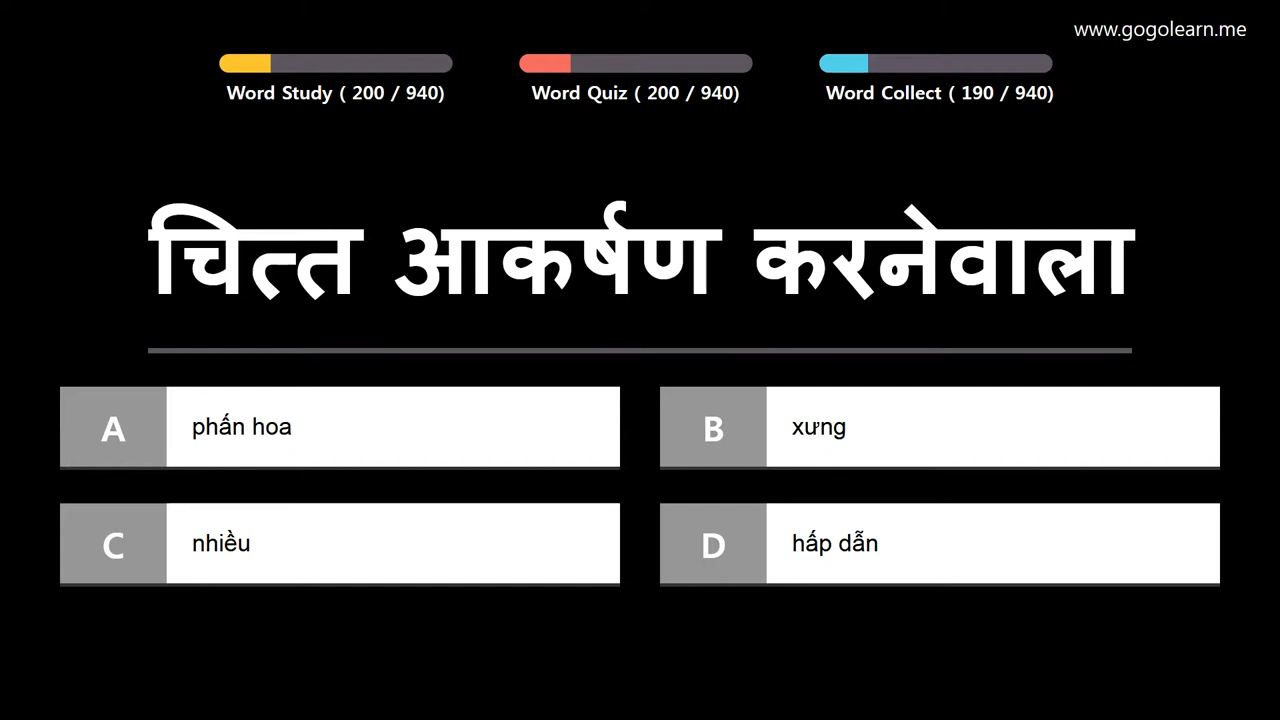 www.gogolearn.me
Word Study ( 200 / 940)
Word Quiz ( 200 / 940)
Word Collect ( 190 / 940)
चित्त आकर्षण करनेवाला
A phấn hoa
B xưng
C nhiều
D hấp dẫn